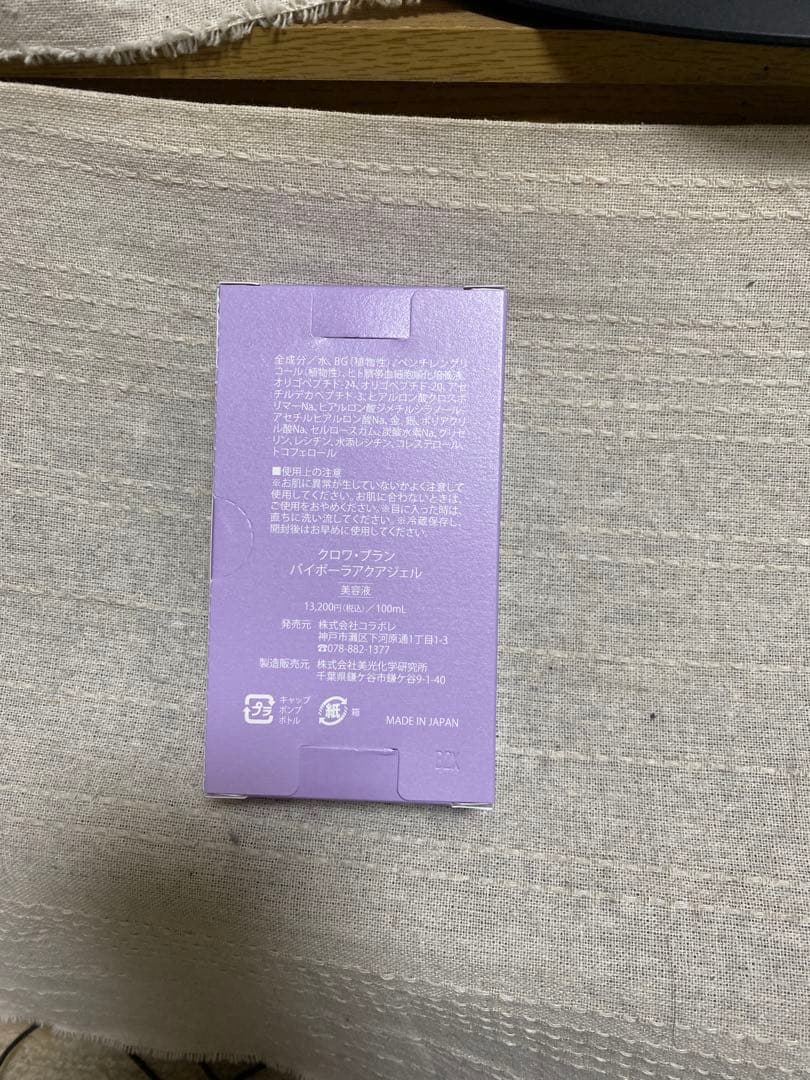 全成分／水、BG(植物性)、ペンチレングリ
コール(植物性)、ヒト臍帯血細胞順化培養液、
オリゴペプチド-24、オリゴペプチド-20、アセ
チルデカペプチド-3、ヒアルロン酸クロスポ
リマーNa、ヒアルロン酸ジメチルシラノール、
アセチルヒアルロン酸Na、金、銀、ポリアクリ
ル酸Na、セルロースガム、炭酸水素Na、グリセ
リン、レシチン、水添レシチン、コレステロール、
トコフェロール
■使用上の注意
※お肌に異常が生じていないかよく注意して
使用してください。お肌に合わないときは、
ご使用をおやめください。※目に入った時は、
直ちに洗い流してください。※冷蔵保存し、
開封後はお早めに使用してください。
クロワ・ブラン
バイポーラアクアジェル
美容液
13,200円(税込)／100mL
発売元 株式会社コラボレ
神戸市灘区下河原通1丁目1-3
☎078-882-1377
製造販売元 株式会社美光化学研究所
千葉県鎌ケ谷市鎌ケ谷9-1-40
プラ キャップ
ポンプ
ボトル
紙 箱
MADE IN JAPAN